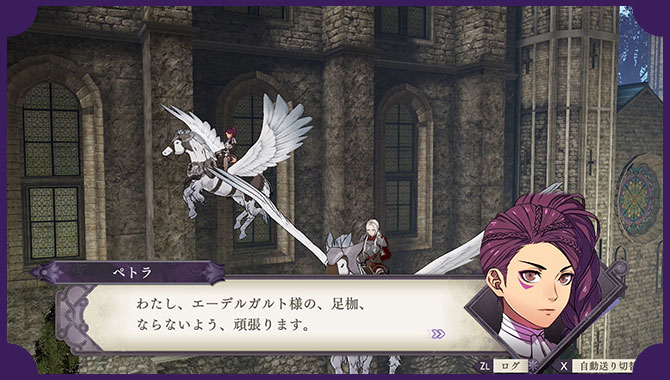 ペトラ
わたし、エーデルガルト様の、足枷、
ならないよう、頑張ります。
ZL ログ X 自動送り切替